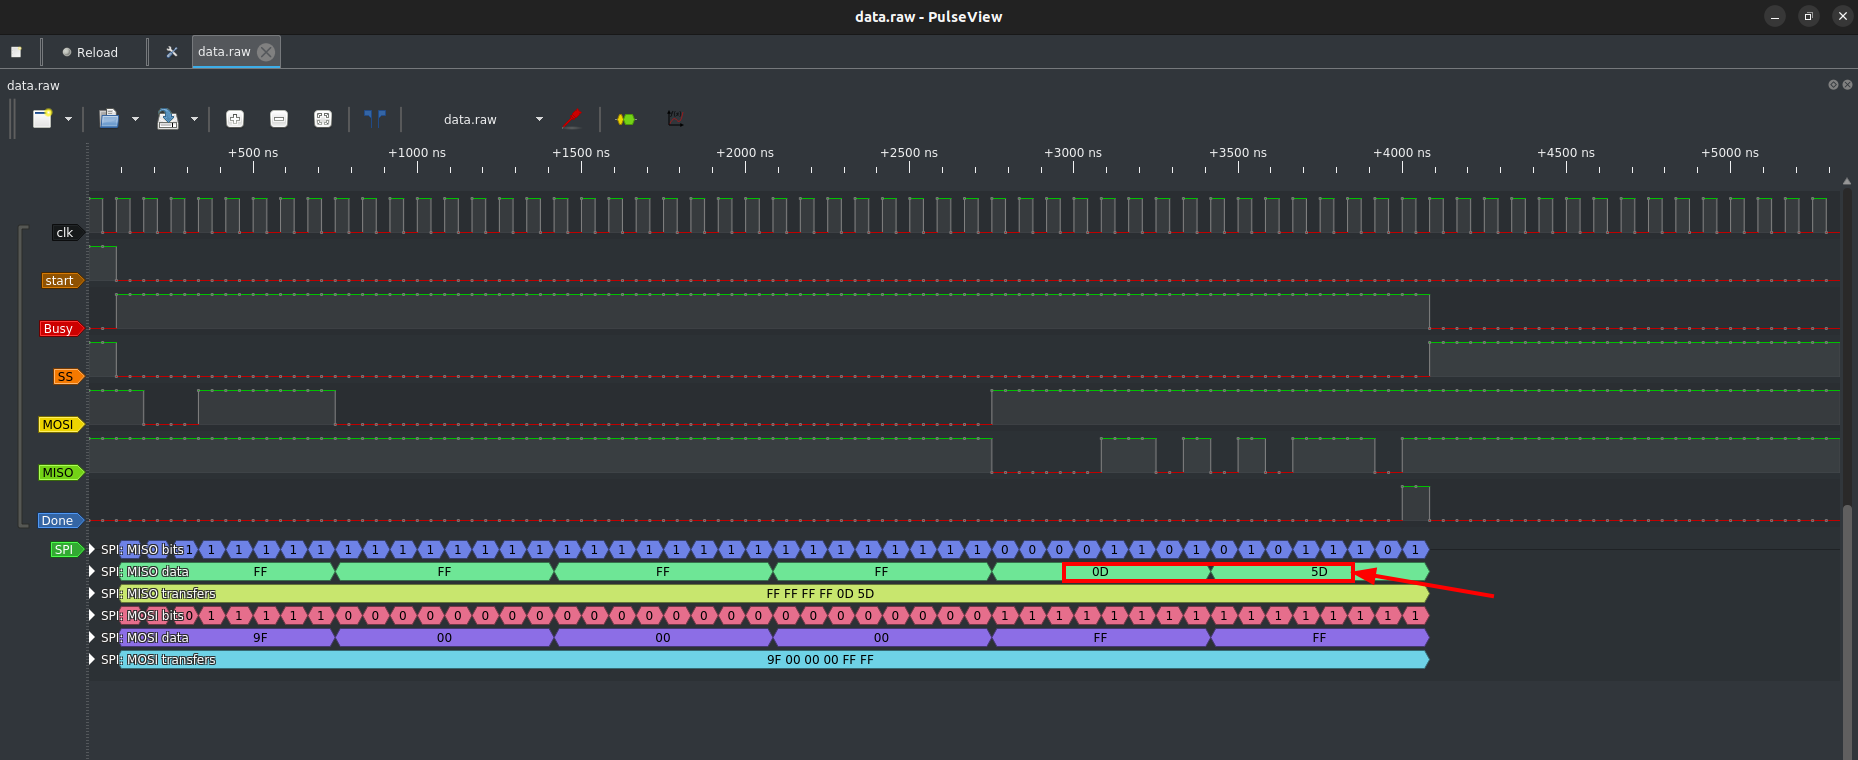 data.raw - PulseView
Reload
data.raw
data.raw
data.raw
+500 ns +1000 ns +1500 ns +2000 ns +2500 ns +3000 ns +3500 ns +4000 ns +4500 ns +5000 ns
clk
start
Busy
SS
MOSI
MISO
Done
SPI
SPI: MISO bits 1 1 1 1 1 1 1 1 1 1 1 1 1 1 1 1 1 1 1 1 1 1 1 1 1 1 1 1 1 1 0 0 0 0 1 1 0 1 0 1 0 1 1 1 0 1
SPI: MISO data FF FF FF FF 0D 5D
SPI: MISO transfers FF FF FF FF 0D 5D
SPI: MOSI bits 0 1 1 1 1 1 0 0 0 0 0 0 0 0 0 0 0 0 0 0 0 0 0 0 0 0 0 0 0 0 1 1 1 1 1 1 1 1 1 1 1 1 1 1 1 1
SPI: MOSI data 9F 00 00 00 FF FF
SPI: MOSI transfers 9F 00 00 00 FF FF